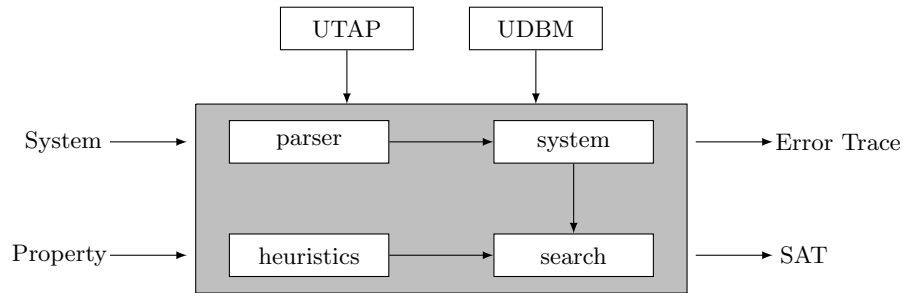 UTAP UDBM
System parser system Error Trace
Property heuristics search SAT